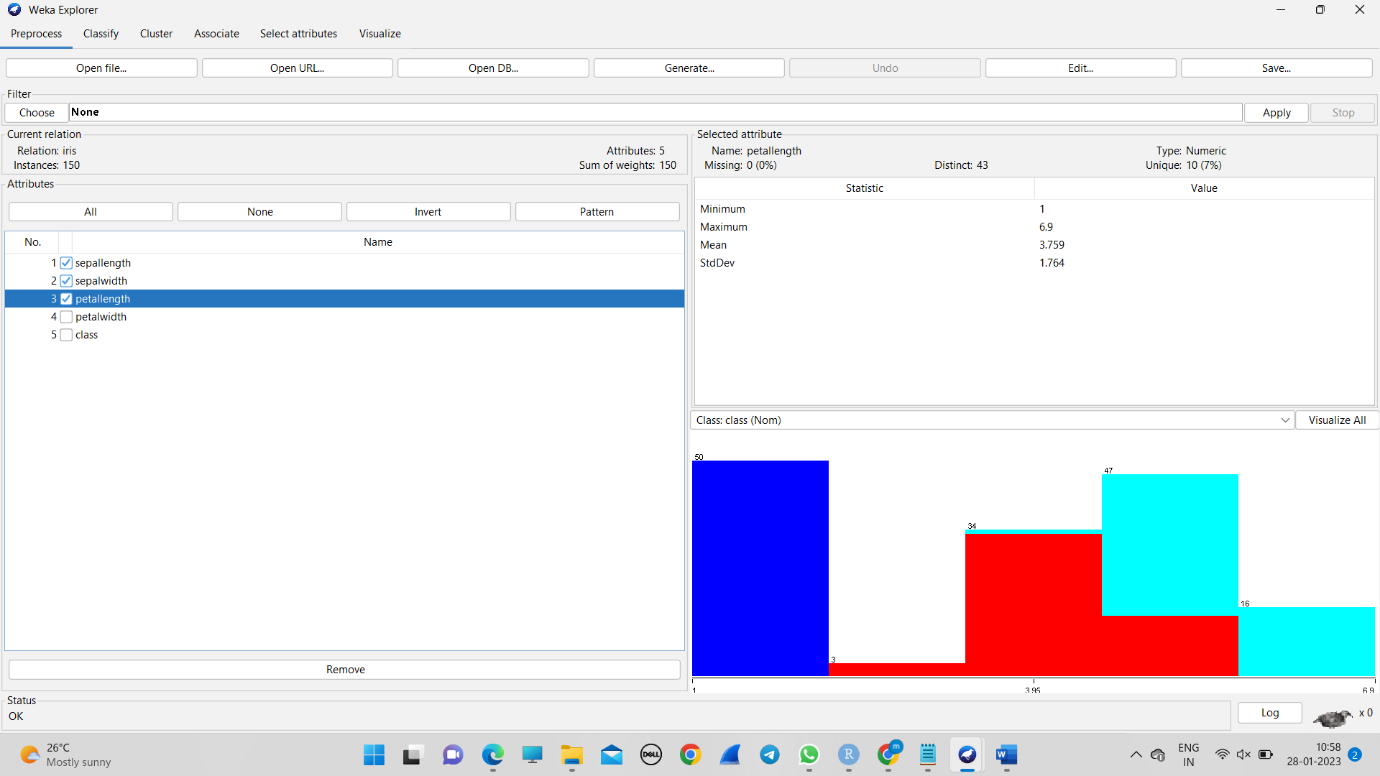 Weka Explorer
Preprocess Classify Cluster Associate Select attributes Visualize
Open file... Open URL... Open DB... Generate... Undo Edit... Save...
Filter
Choose None Apply Stop
Current relation
Relation: iris Attributes: 5
Instances: 150 Sum of weights: 150
Attributes
All None Invert Pattern
No. Name
1 sepallength
2 sepalwidth
3 petallength
4 petalwidth
5 class
Remove
Selected attribute
Name: petallength Type: Numeric
Missing: 0 (0%) Distinct: 43 Unique: 10 (7%)
Statistic Value
Minimum 1
Maximum 6.9
Mean 3.759
StdDev 1.764
Class: class (Nom) Visualize All
50
47
34
16
3
1 3.95 6.9
Status
OK
Log x 0
26°C
Mostly sunny
DELL
R
m
W
ENG
IN
10:58
28-01-2023
2